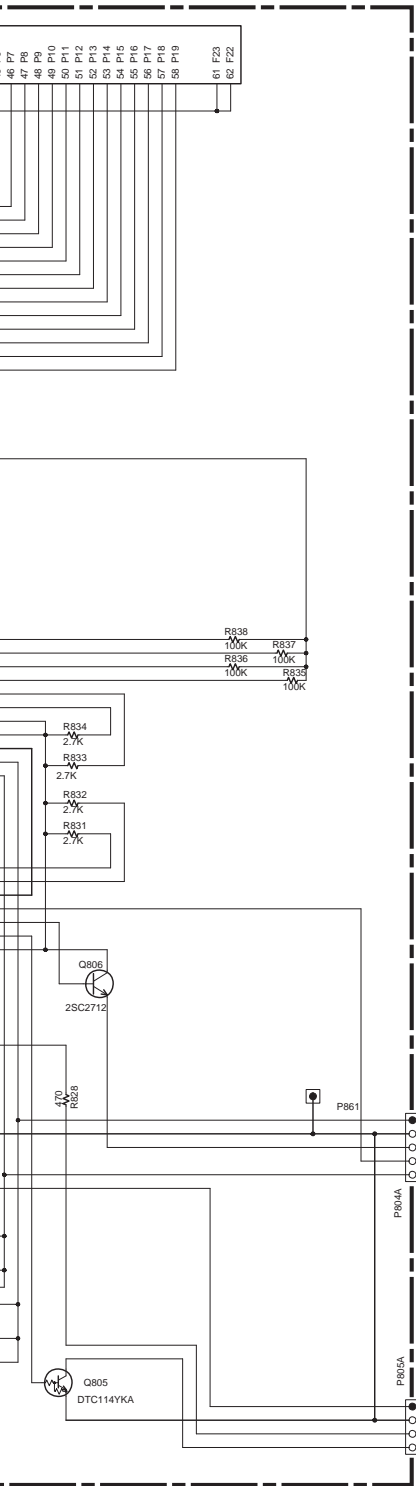 46 P7
47 P8
48 P9
49 P10
50 P11
51 P12
52 P13
53 P14
54 P15
55 P16
56 P17
57 P18
58 P19
61 F23
62 F22
R838
100K
R837
100K
R836
100K
R835
100K
R834
2.7K
R833
2.7K
R832
2.7K
R831
2.7K
Q806
2SC2712
470
R828
P861
P804A
P805A
Q805
DTC114YKA